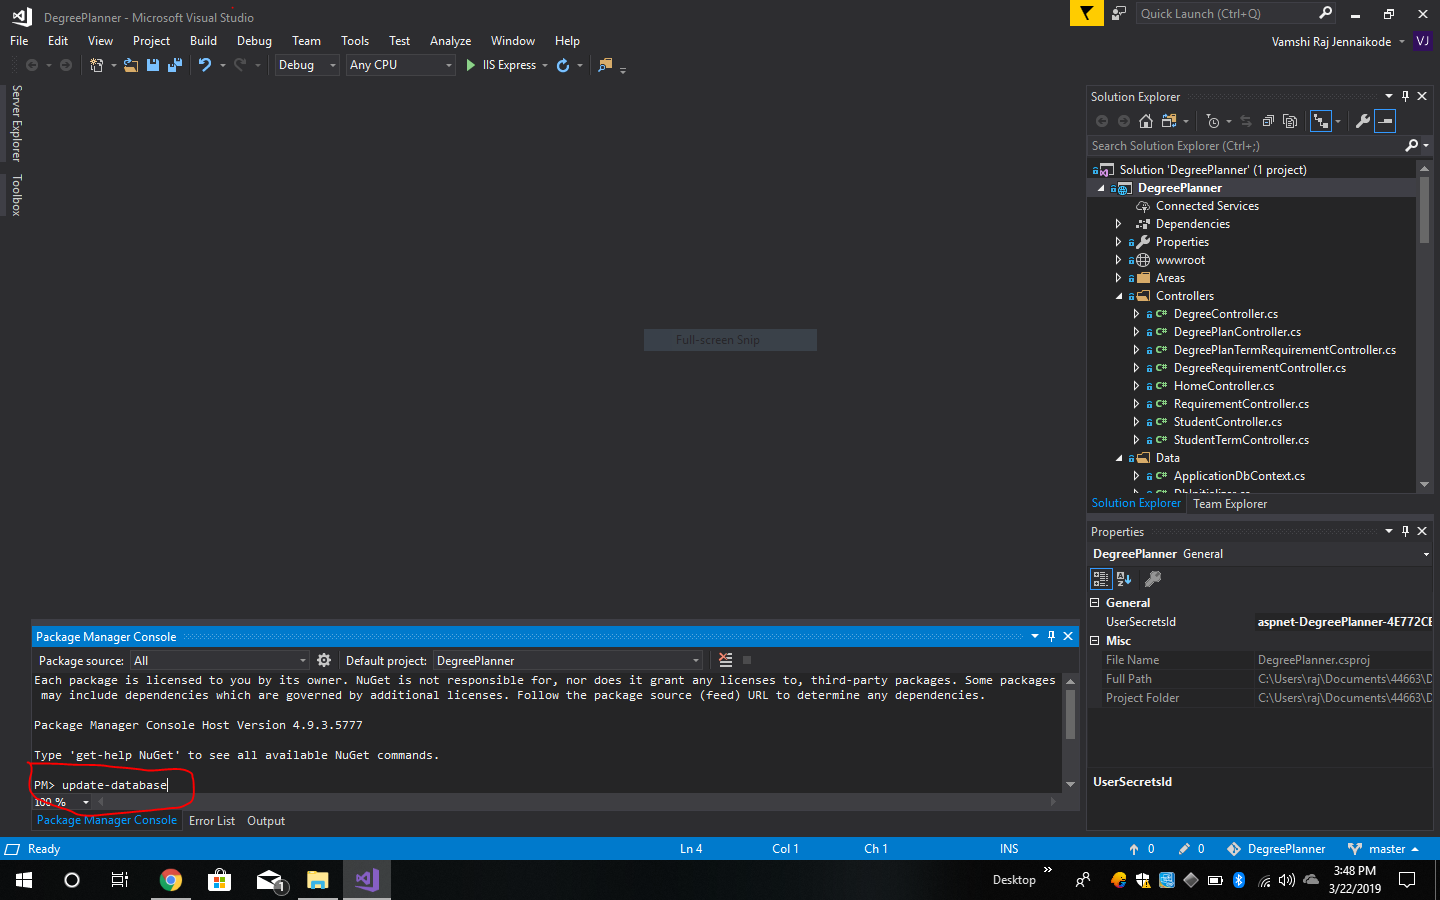 DegreePlanner - Microsoft Visual Studio
Quick Launch (Ctrl+Q)
File Edit View Project Build Debug Team Tools Test Analyze Window Help
Vamshi Raj Jennaikode VJ
Debug Any CPU IIS Express
Server Explorer
Toolbox
Full-screen Snip
Solution Explorer
Search Solution Explorer (Ctrl+;)
Solution 'DegreePlanner' (1 project)
DegreePlanner
Connected Services
Dependencies
Properties
wwwroot
Areas
Controllers
C# DegreeController.cs
C# DegreePlanController.cs
C# DegreePlanTermRequirementController.cs
C# DegreeRequirementController.cs
C# HomeController.cs
C# RequirementController.cs
C# StudentController.cs
C# StudentTermController.cs
Data
C# ApplicationDbContext.cs
C# DbInitializer.cs
Solution Explorer Team Explorer
Properties
DegreePlanner General
General
UserSecretsId aspnet-DegreePlanner-4E772CE
Misc
File Name DegreePlanner.csproj
Full Path C:\Users\raj\Documents\44663\D
Project Folder C:\Users\raj\Documents\44663\D
UserSecretsId
Package Manager Console
Package source: All Default project: DegreePlanner
Each package is licensed to you by its owner. NuGet is not responsible for, nor does it grant any licenses to, third-party packages. Some packages
may include dependencies which are governed by additional licenses. Follow the package source (feed) URL to determine any dependencies.
Package Manager Console Host Version 4.9.3.5777
Type 'get-help NuGet' to see all available NuGet commands.
PM> update-database
100 %
Package Manager Console Error List Output
Ready Ln 4 Col 1 Ch 1 INS 0 0 DegreePlanner master
1
Desktop
3:48 PM
3/22/2019